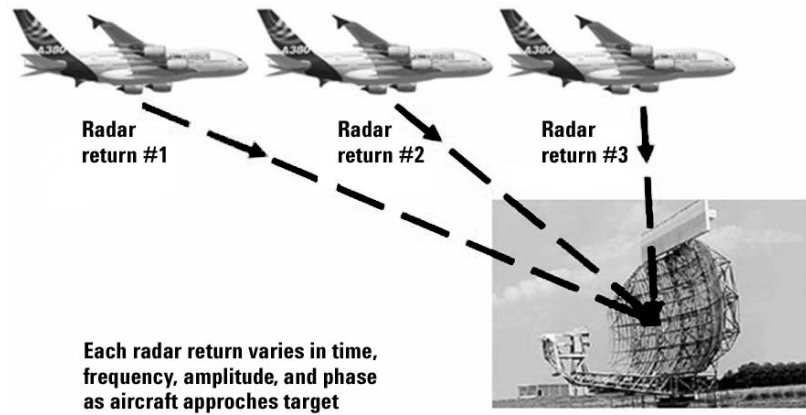 A380
A380
A380
Radar
return #1
Radar
return #2
Radar
return #3
Each radar return varies in time,
frequency, amplitude, and phase
as aircraft approches target